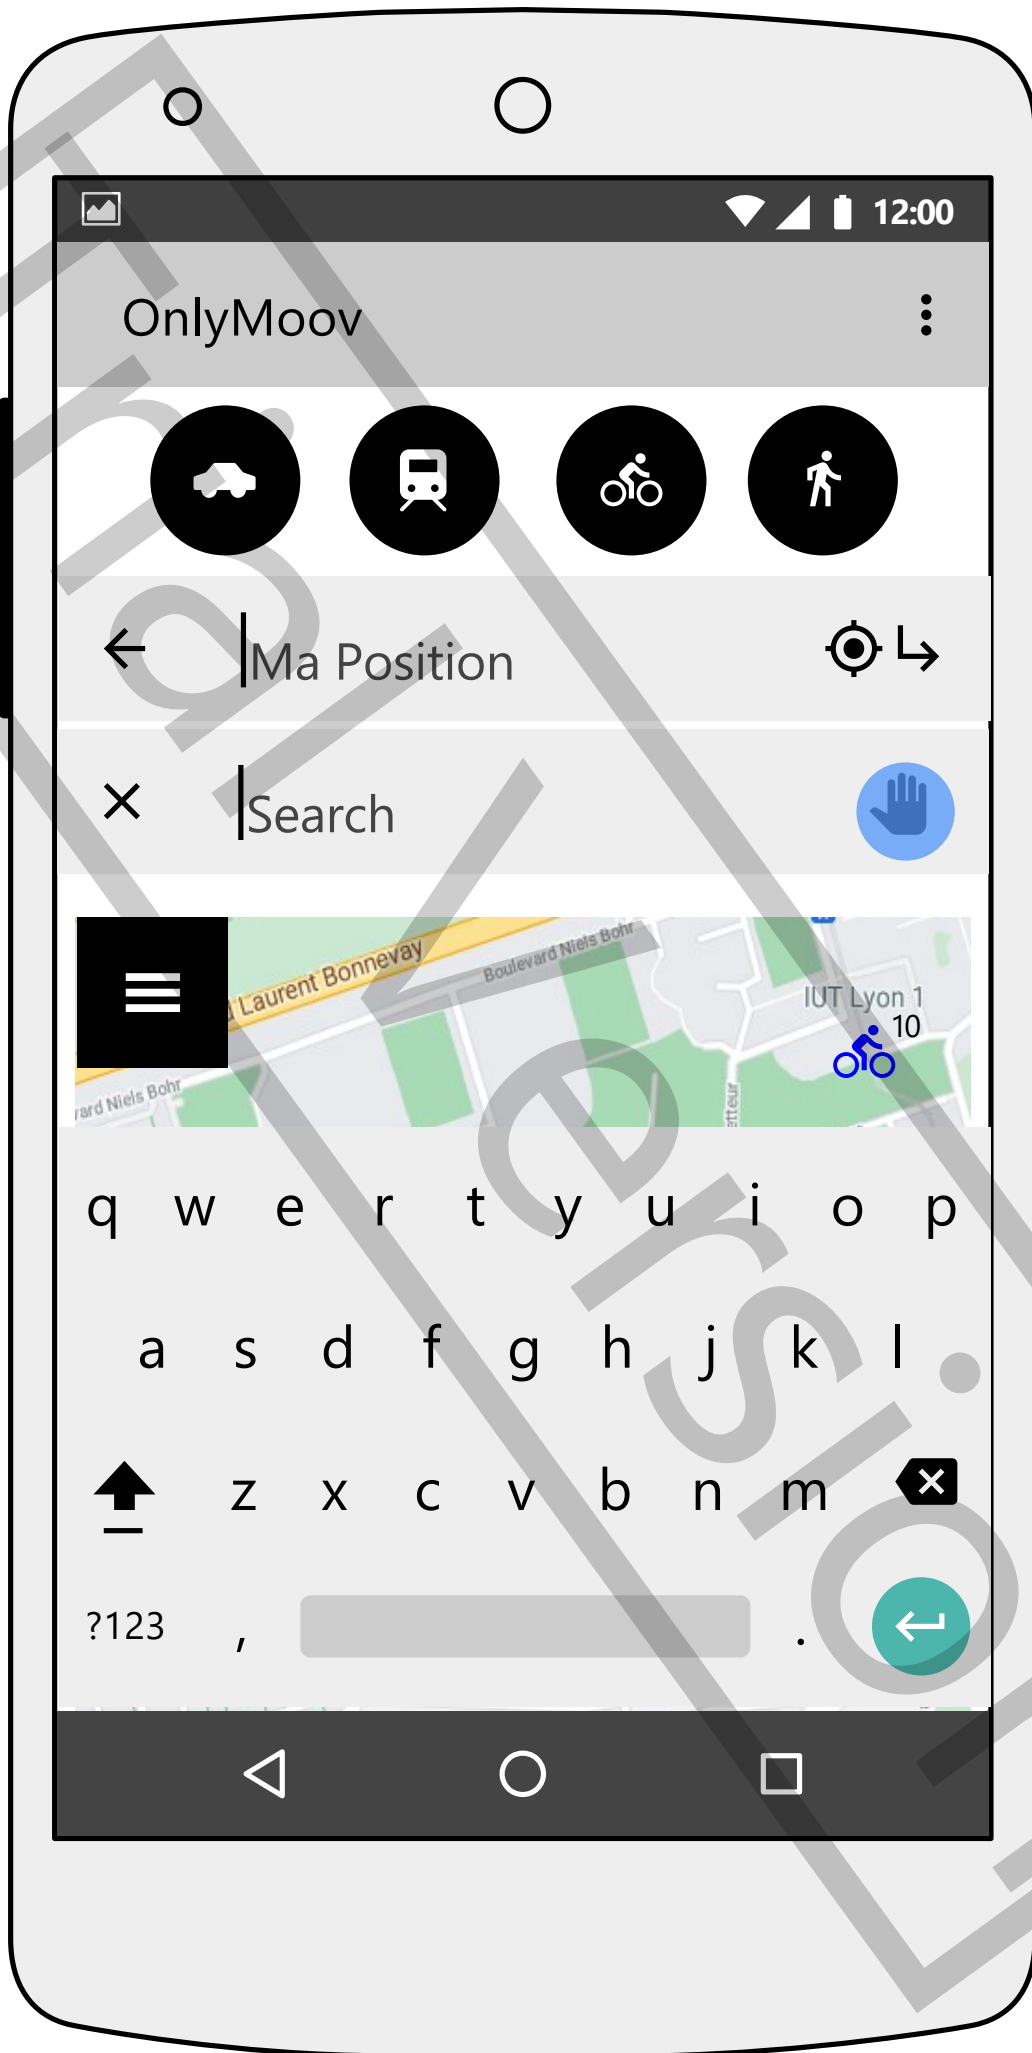 12:00
OnlyMoov
Ma Position
Search
Laurent Bonnevay
Boulevard Niels Bohr
IUT Lyon 1
10
ard Niels Bohr
etteur
q w e r t y u i o p
a s d f g h j k l
z x c v b n m
?123 , .
Trial Version